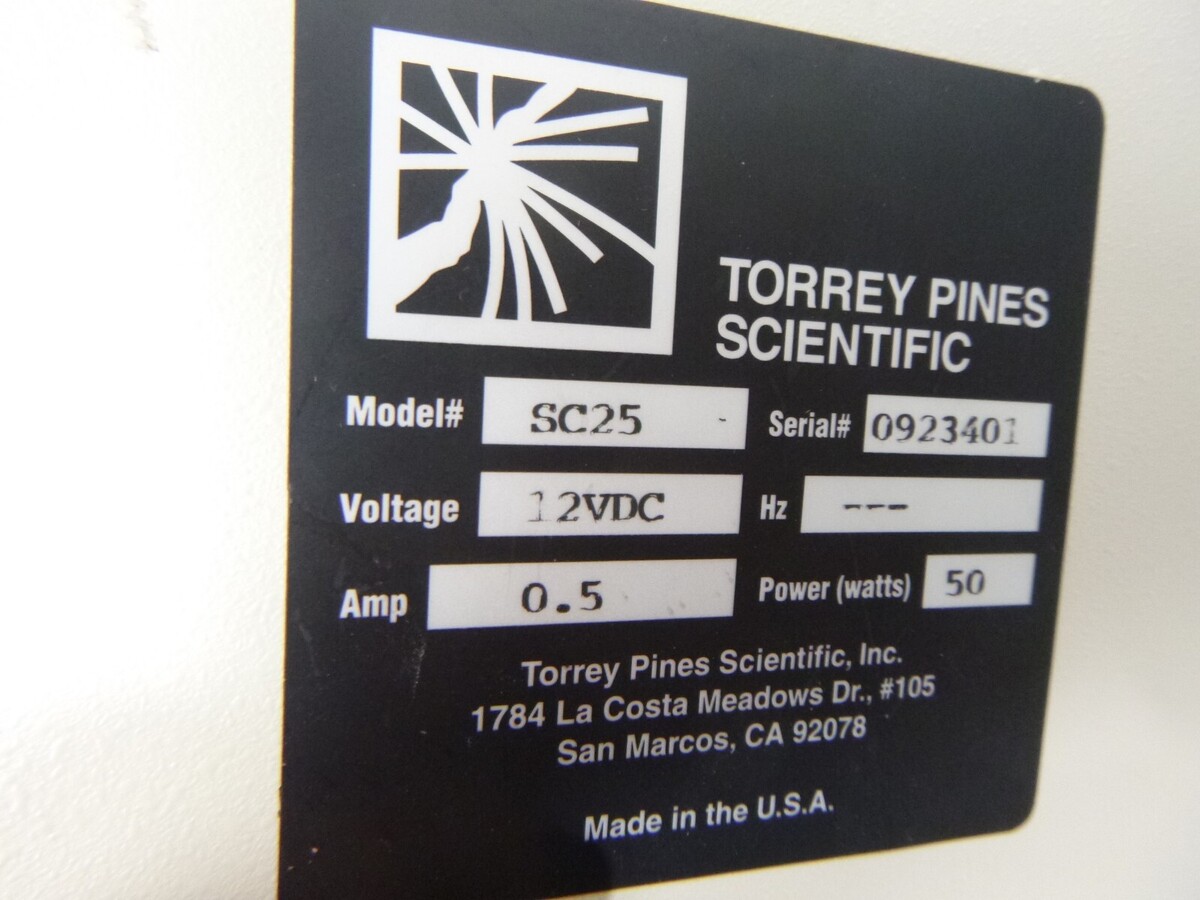 TORREY PINES
SCIENTIFIC
Model# SC25 - Serial# 0923401
Voltage 12VDC Hz ---
Amp 0.5 Power (watts) 50
Torrey Pines Scientific, Inc.
1784 La Costa Meadows Dr., #105
San Marcos, CA 92078
Made in the U.S.A.